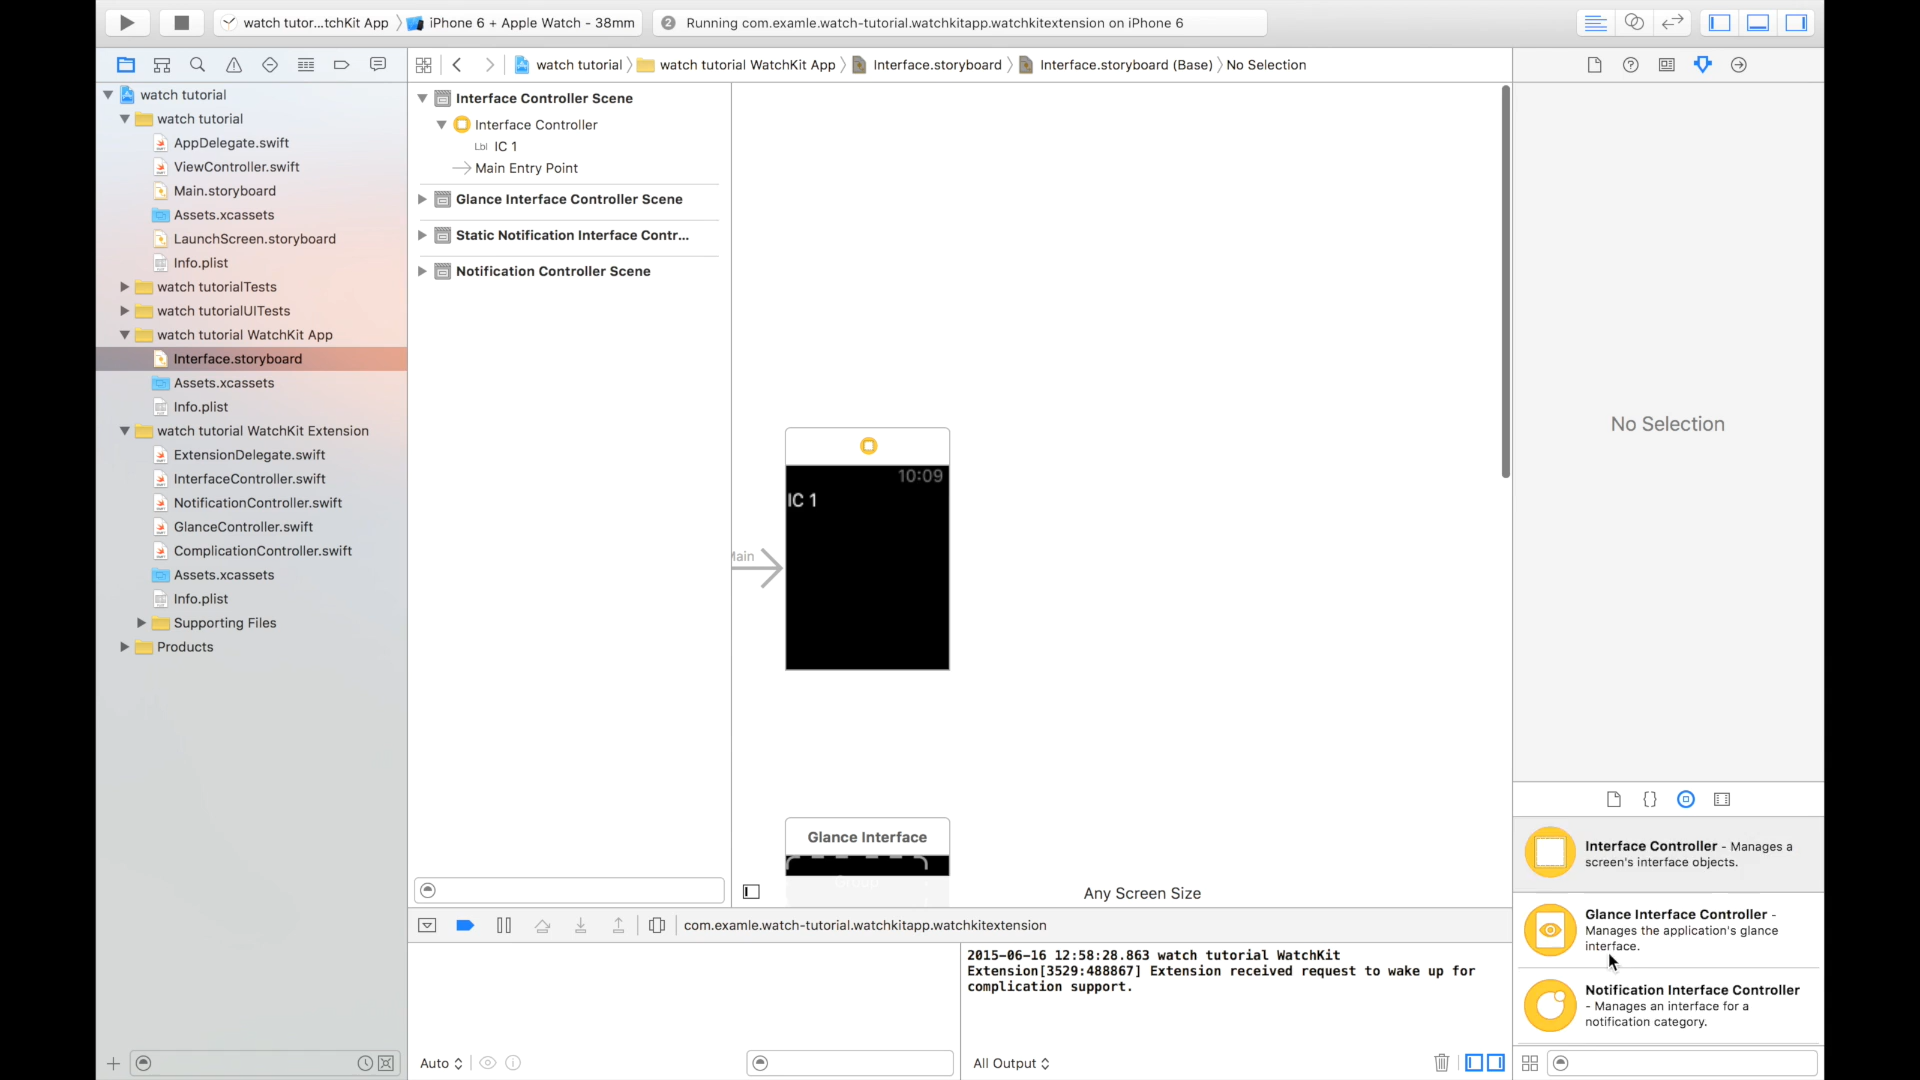 watch tutor...tchKit App
iPhone 6 + Apple Watch - 38mm
2 Running com.examle.watch-tutorial.watchkitapp.watchkitextension on iPhone 6
watch tutorial
watch tutorial WatchKit App
Interface.storyboard
Interface.storyboard (Base)
No Selection
watch tutorial
watch tutorial
AppDelegate.swift
ViewController.swift
Main.storyboard
Assets.xcassets
LaunchScreen.storyboard
Info.plist
watch tutorialTests
watch tutorialUITests
watch tutorial WatchKit App
Interface.storyboard
Assets.xcassets
Info.plist
watch tutorial WatchKit Extension
ExtensionDelegate.swift
InterfaceController.swift
NotificationController.swift
GlanceController.swift
ComplicationController.swift
Assets.xcassets
Info.plist
Supporting Files
Products
Interface Controller Scene
Interface Controller
Lbl IC 1
Main Entry Point
Glance Interface Controller Scene
Static Notification Interface Contr...
Notification Controller Scene
10:09
IC 1
Main
Glance Interface
Group
Any Screen Size
com.examle.watch-tutorial.watchkitapp.watchkitextension
2015-06-16 12:58:28.863 watch tutorial WatchKit
Extension[3529:488867] Extension received request to wake up for
complication support.
Auto
All Output
No Selection
{}
Interface Controller - Manages a
screen's interface objects.
Glance Interface Controller -
Manages the application's glance
interface.
Notification Interface Controller
- Manages an interface for a
notification category.